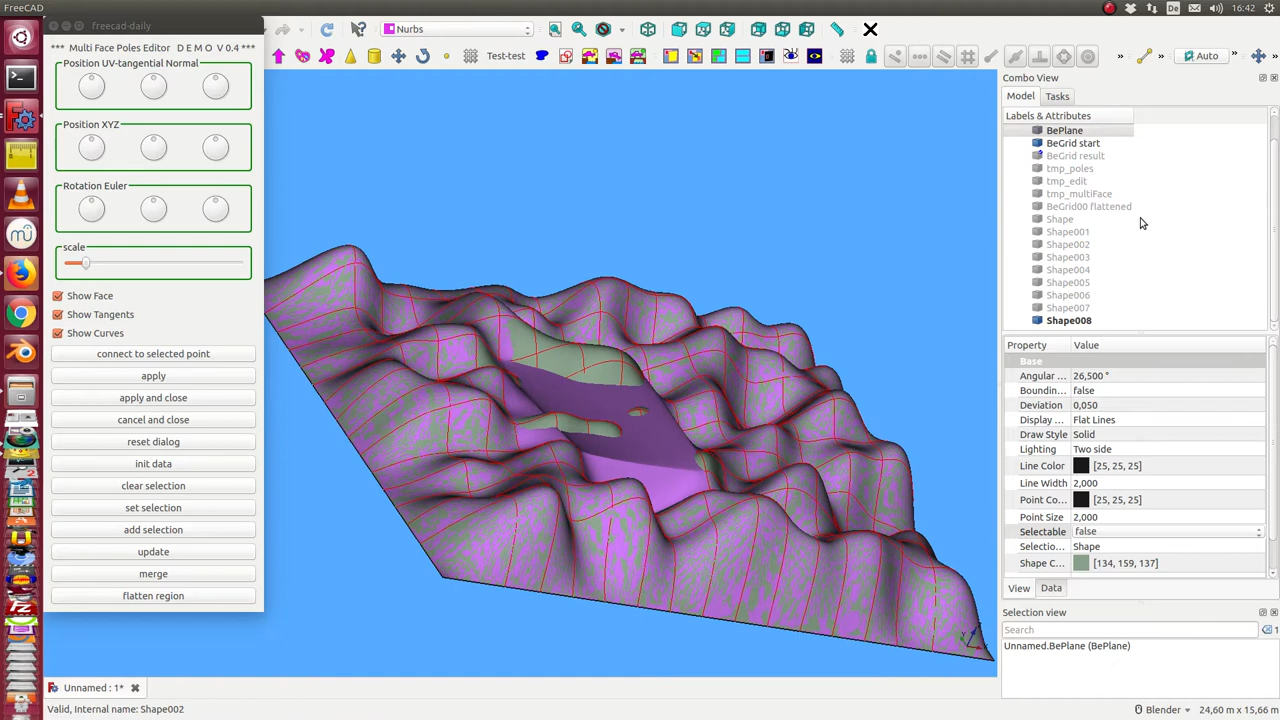 FreeCAD
16:42
freecad-daily
Nurbs
Test-test
Auto
*** Multi Face Poles Editor D E M O V 0.4 ***
Position UV-tangential Normal
Position XYZ
Rotation Euler
scale
Show Face
Show Tangents
Show Curves
connect to selected point
apply
apply and close
cancel and close
reset dialog
init data
clear selection
set selection
add selection
update
merge
flatten region
Combo View
Model
Tasks
Labels & Attributes
BePlane
BeGrid start
BeGrid result
tmp_poles
tmp_edit
tmp_multiFace
BeGrid00 flattened
Shape
Shape001
Shape002
Shape003
Shape004
Shape005
Shape006
Shape007
Shape008
Property Value
Base
Angular ... 26,500 °
Boundin... false
Deviation 0,050
Display ... Flat Lines
Draw Style Solid
Lighting Two side
Line Color [25, 25, 25]
Line Width 2,000
Point Co... [25, 25, 25]
Point Size 2,000
Selectable false
Selectio... Shape
Shape C... [134, 159, 137]
View Data
Selection view
Search
1
Unnamed.BePlane (BePlane)
Unnamed : 1*
Valid, Internal name: Shape002
Blender
24,60 m x 15,66 m